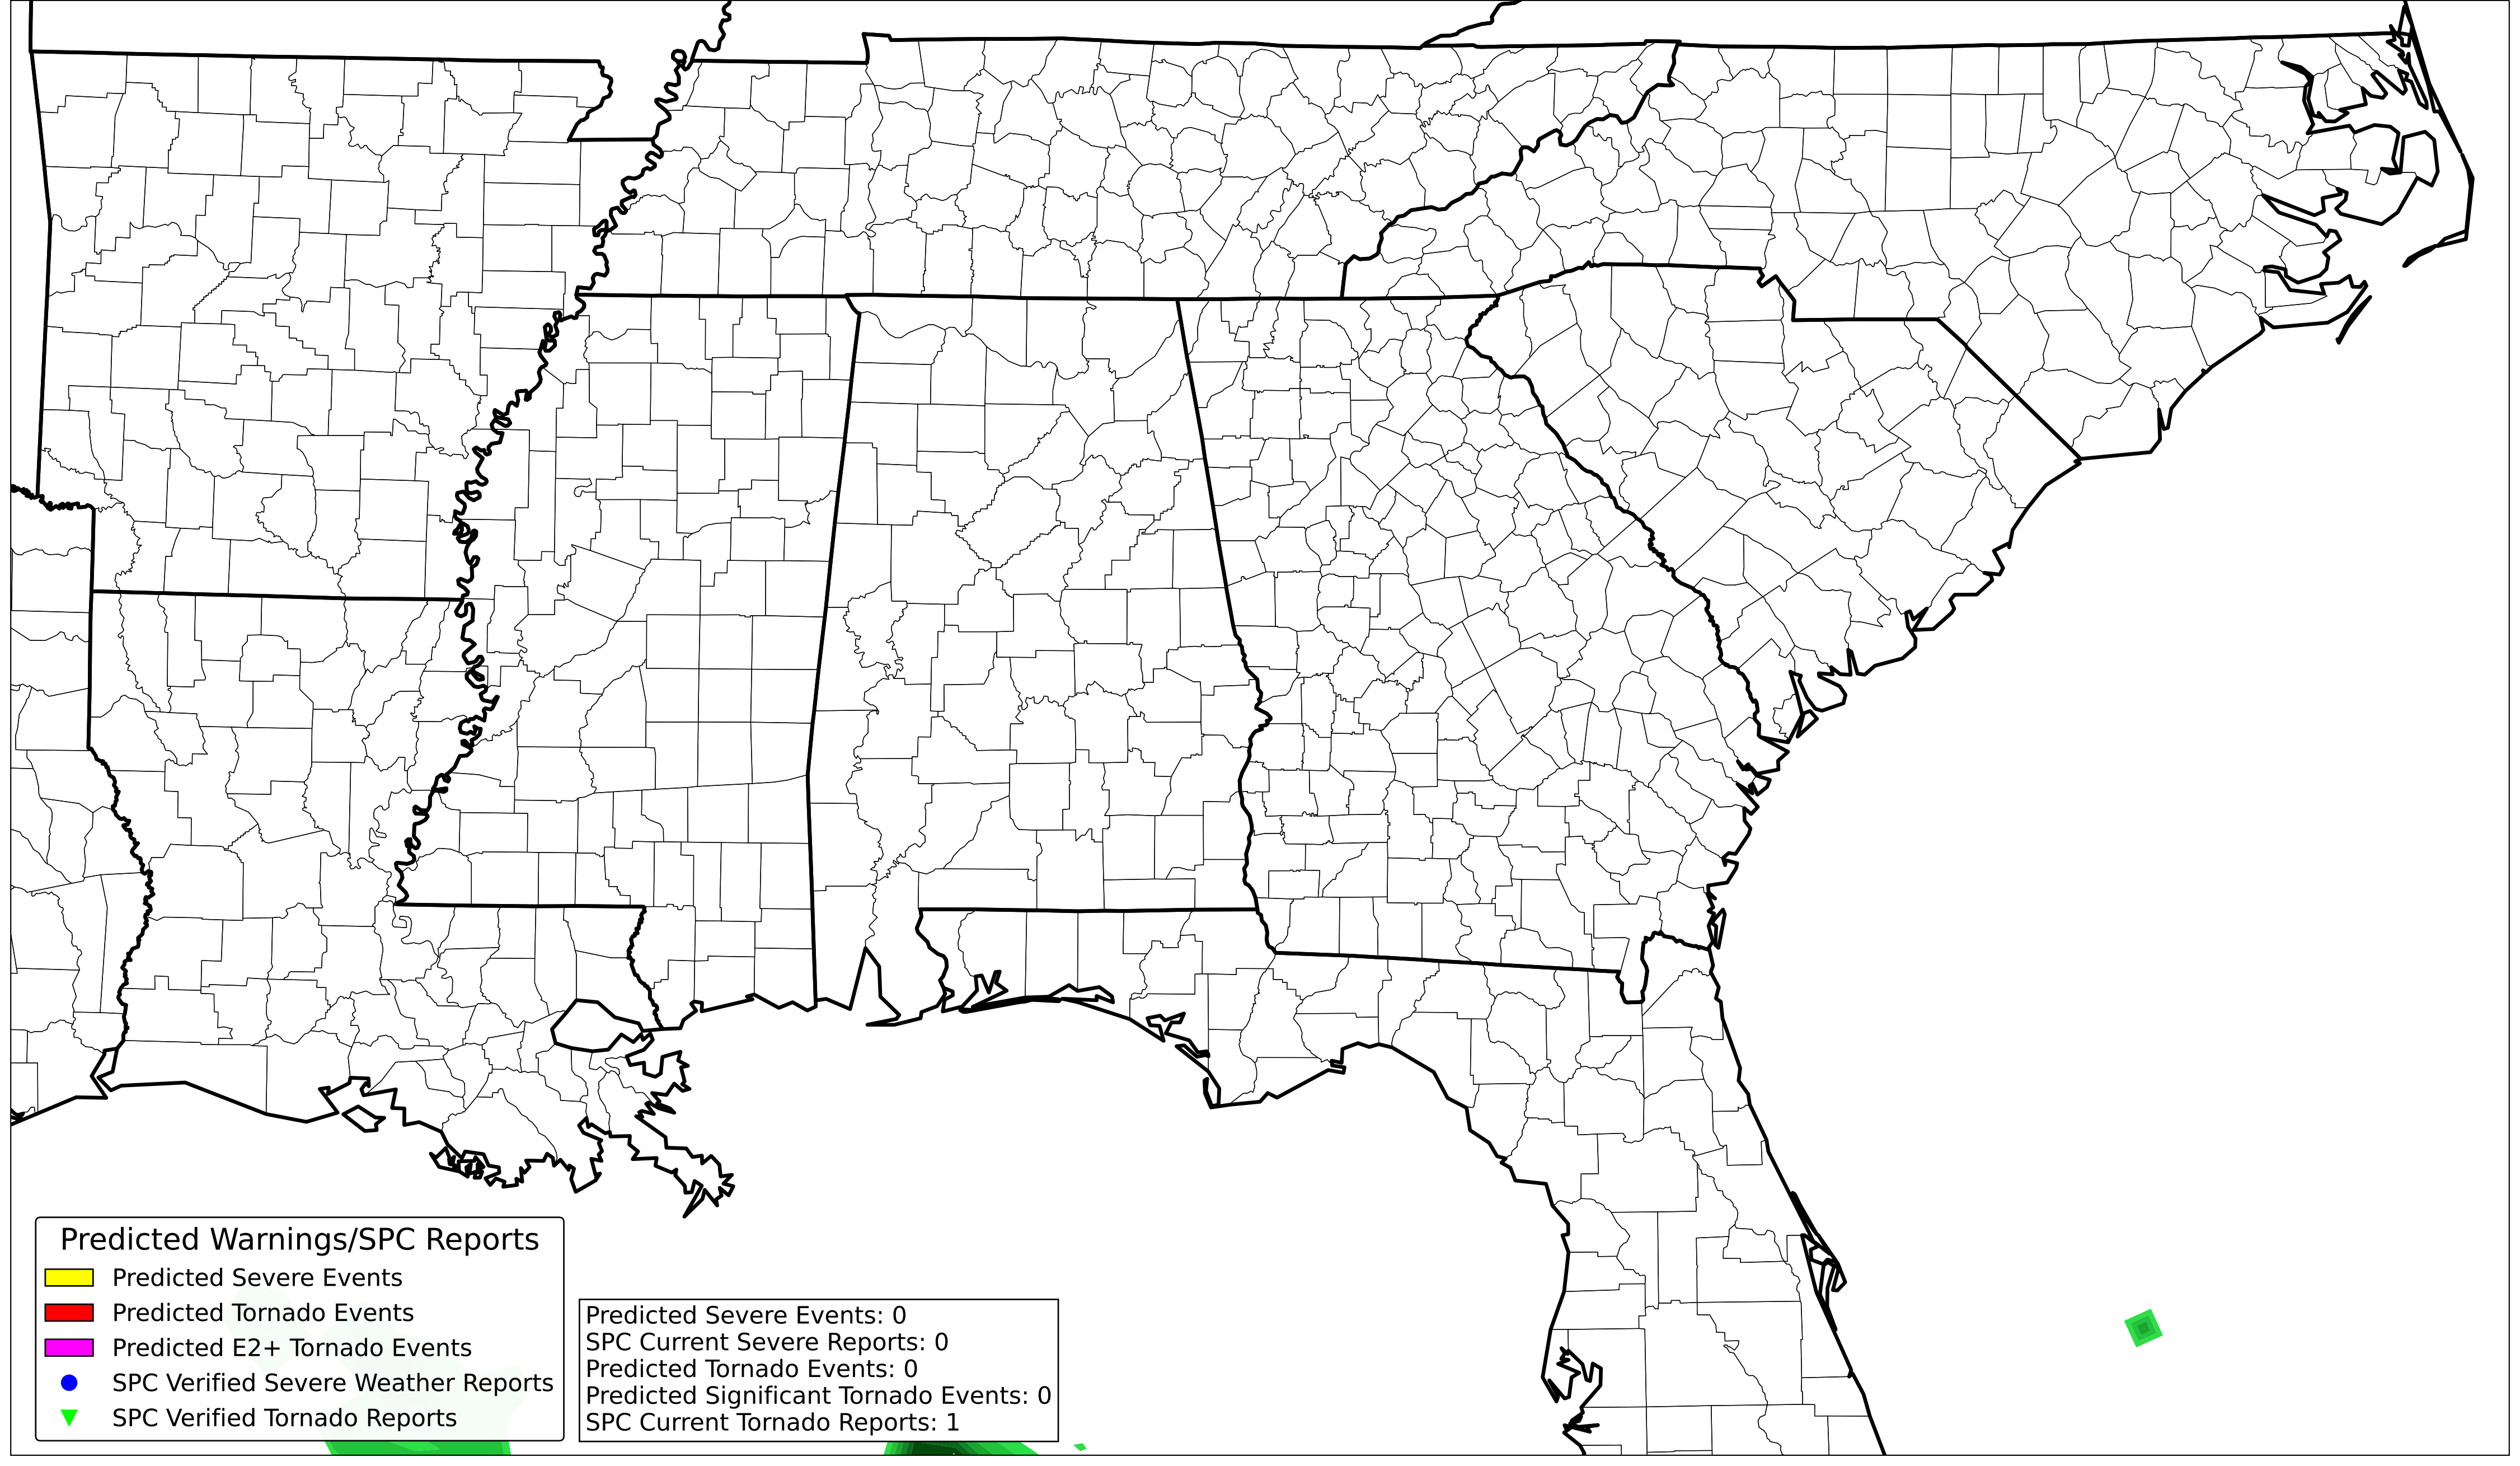 Predicted Warnings/SPC Reports
Predicted Severe Events
Predicted Tornado Events
Predicted E2+ Tornado Events
SPC Verified Severe Weather Reports
SPC Verified Tornado Reports
Predicted Severe Events: 0
SPC Current Severe Reports: 0
Predicted Tornado Events: 0
Predicted Significant Tornado Events: 0
SPC Current Tornado Reports: 1